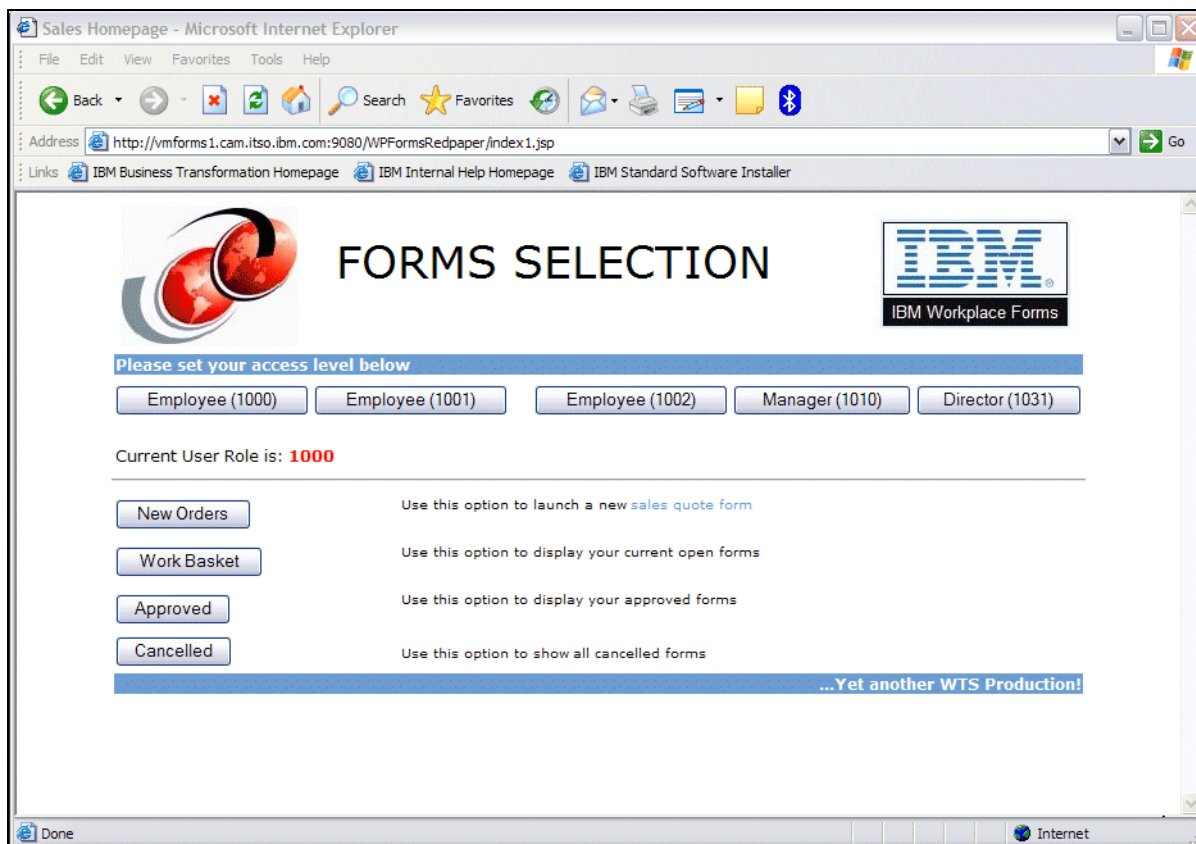 Sales Homepage - Microsoft Internet Explorer
File Edit View Favorites Tools Help
Back Search Favorites
Address http://vmforms1.cam.itso.ibm.com:9080/WPFormsRedpaper/index1.jsp Go
Links IBM Business Transformation Homepage IBM Internal Help Homepage IBM Standard Software Installer
FORMS SELECTION
IBM®
IBM Workplace Forms
Please set your access level below
Employee (1000) Employee (1001) Employee (1002) Manager (1010) Director (1031)
Current User Role is: 1000
New Orders Use this option to launch a new sales quote form
Work Basket Use this option to display your current open forms
Approved Use this option to display your approved forms
Cancelled Use this option to show all cancelled forms
...Yet another WTS Production!
Done Internet